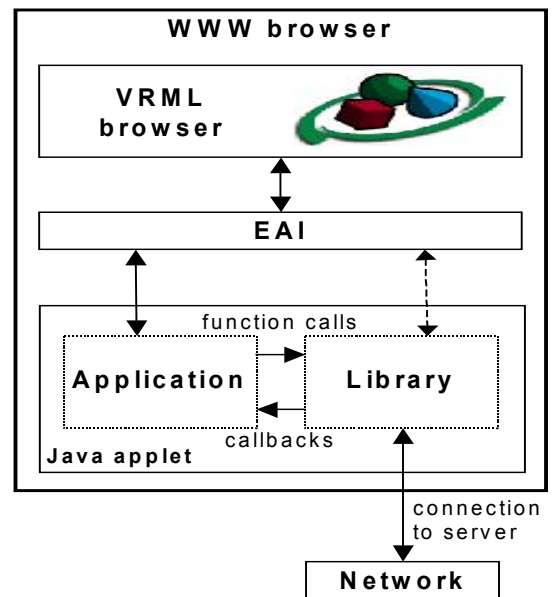 WWW browser
VRML
browser
EAI
function calls
Application
Library
callbacks
Java applet
connection
to server
Network